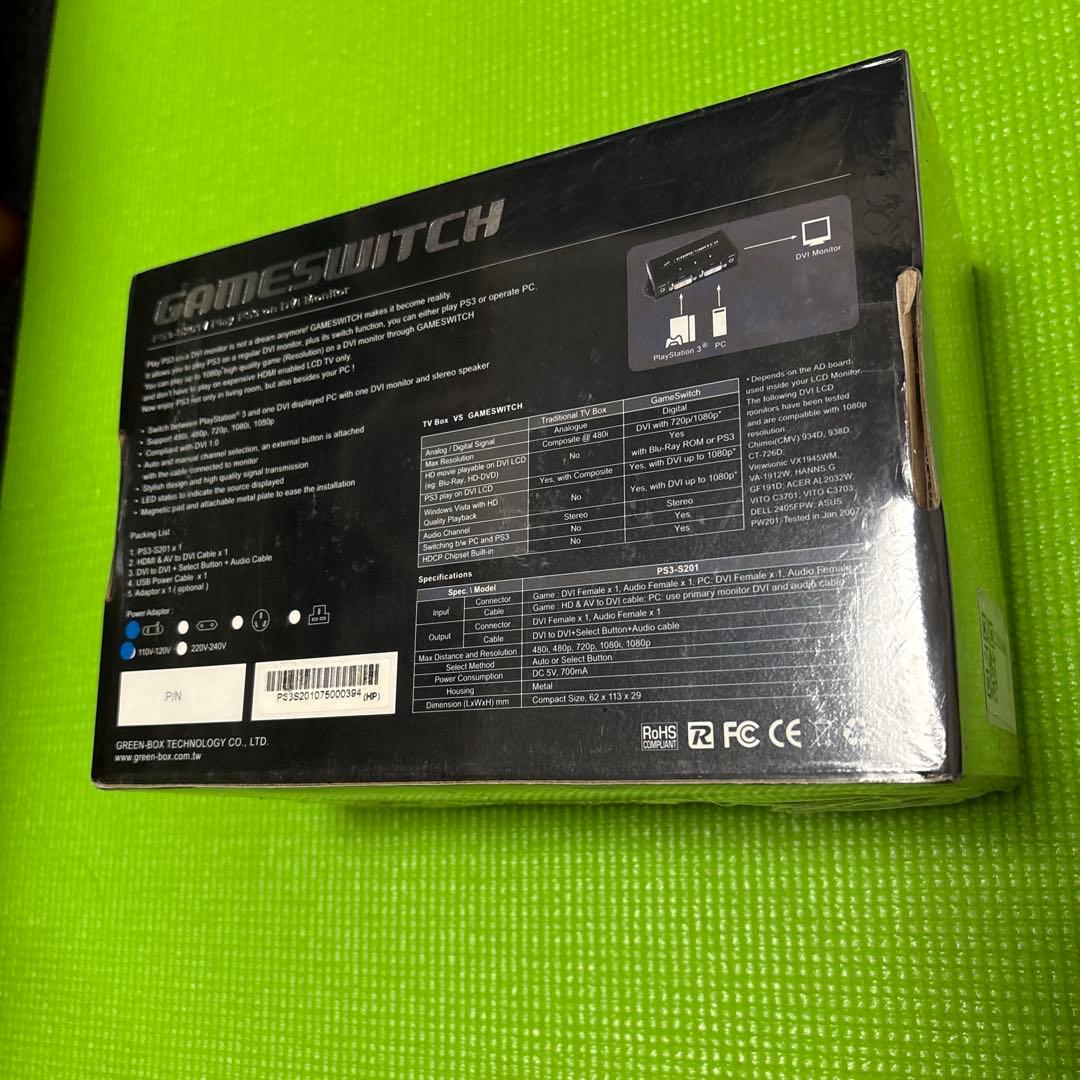 GAMESWITCH
PS3-S201 / Play PS3 on DVI Monitor
Play PS3 on a DVI monitor is not a dream anymore! GAMESWITCH makes it become reality.
It allows you to play PS3 on a regular DVI monitor, plus its switch function, you can either play PS3 or operate PC.
You can play up to 1080p high quality game (Resolution) on a DVI monitor through GAMESWITCH
and don't have to play on expensive HDMI enabled LCD TV only.
Now enjoy PS3 not only in living room, but also besides your PC !
• Switch between PlayStation® 3 and one DVI displayed PC with one DVI monitor and stereo speaker
• Support 480i, 480p, 720p, 1080i, 1080p
• Compliant with DVI 1.0
• Auto and manual channel selection, an external button is attached
with the cable connected to monitor
• Stylish design and high quality signal transmission
• LED status to indicate the source displayed
• Magnetic pad and attachable metal plate to ease the installation
Packing List
1. PS3-S201 x 1
2. HDMI & AV to DVI Cable x 1
3. DVI to DVI + Select Button + Audio Cable
4. USB Power Cable x 1
5. Adaptor x 1 ( optional )
Power Adaptor :
110V-120V 220V-240V
P/N
PS3S201075000394 (HP)
GREEN-BOX TECHNOLOGY CO., LTD.
www.green-box.com.tw
GAMESWITCH
DVI Monitor
PlayStation 3® PC
TV Box VS GAMESWITCH
Traditional TV Box GameSwitch
Analog / Digital Signal Analogue Digital
Max Resolution Composite @ 480i DVI with 720p/1080p*
HD movie playable on DVI LCD No Yes
(eg. Blu-Ray, HD-DVD) with Blu-Ray ROM or PS3
PS3 play on DVI LCD Yes, with Composite Yes, with DVI up to 1080p*
Windows Vista with HD No Yes, with DVI up to 1080p*
Quality Playback
Audio Channel Stereo Stereo
Switching b/w PC and PS3 No Yes
HDCP Chipset Built-in No Yes
* Depends on the AD board
used inside your LCD Monitor
The following DVI LCD
monitors have been tested
and are compatible with 1080p
resolution:
Chimei(CMV) 934D, 938D,
CT-726D,
Viewsonic VX1945WM,
VA-1912W; HANNS.G
GF191D; ACER AL2032W,
VITO C3701; VITO C3703;
DELL 2405FPW; ASUS
PW201; Tested in Jan 2007
Specifications
Spec. \ Model PS3-S201
Input Connector Game : DVI Female x 1, Audio Female x 1; PC: DVI Female x 1, Audio Female x 1
Cable Game : HD & AV to DVI cable; PC: use primary monitor DVI and audio cable
Output Connector DVI Female x 1, Audio Female x 1
Cable DVI to DVI+Select Button+Audio cable
Max Distance and Resolution 480i, 480p, 720p, 1080i, 1080p
Select Method Auto or Select Button
Power Consumption DC 5V, 700mA
Housing Metal
Dimension (LxWxH) mm Compact Size, 62 x 113 x 29
RoHS
COMPLIANT
FC CE